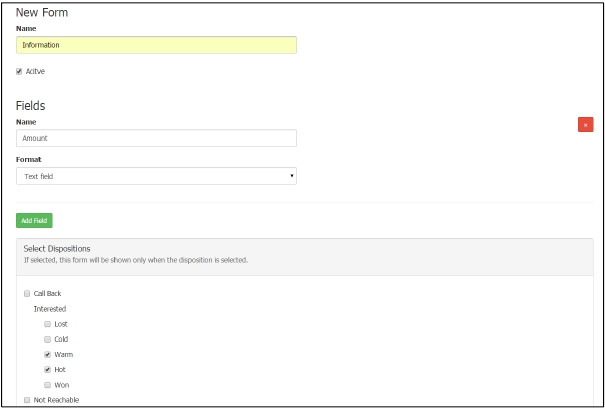 New Form
Name
Information
Acitve
Fields
Name
×
Amount
Format
Text field
Add Field
Select Dispositions
If selected, this form will be shown only when the disposition is selected.
Call Back
Interested
Lost
Cold
Warm
Hot
Won
Not Reachable